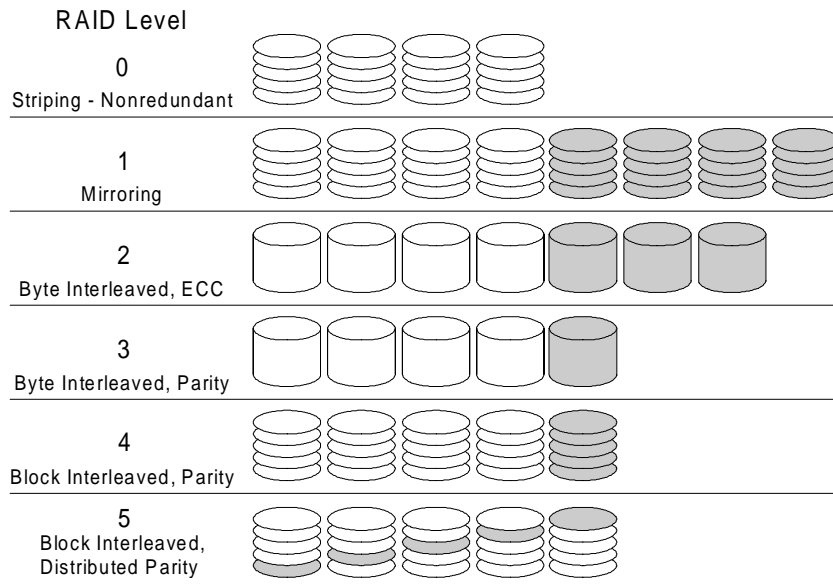 RAID Level
0
Striping - Nonredundant
1
Mirroring
2
Byte Interleaved, ECC
3
Byte Interleaved, Parity
4
Block Interleaved, Parity
5
Block Interleaved,
Distributed Parity